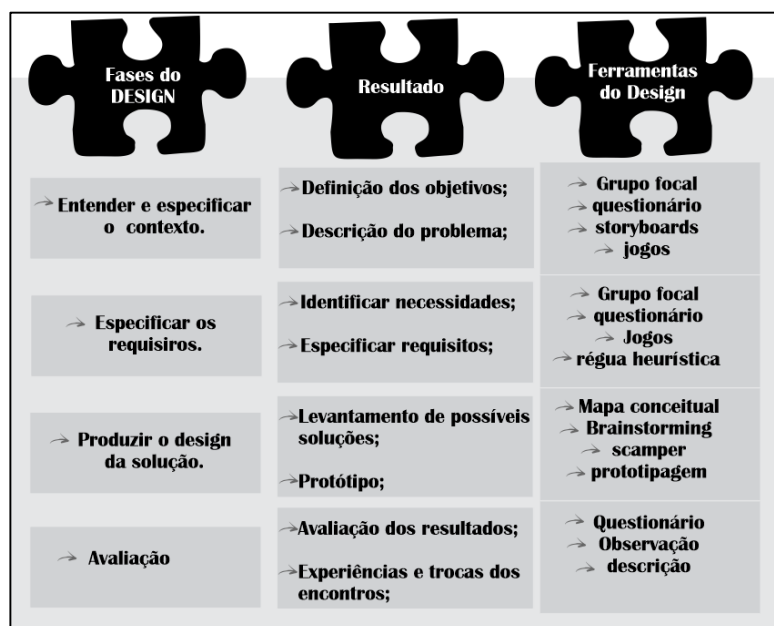 Fases do
DESIGN
Resultado
Ferramentas
do Design
Entender e especificar
o contexto.
Definição dos objetivos;
Descrição do problema;
Grupo focal
questionário
storyboards
jogos
Especificar os
requisiros.
Identificar necessidades;
Especificar requisitos;
Grupo focal
questionário
Jogos
régua heurística
Produzir o design
da solução.
Levantamento de possíveis
soluções;
Protótipo;
Mapa conceitual
Brainstorming
scamper
prototipagem
Avaliação
Avaliação dos resultados;
Experiências e trocas dos
encontros;
Questionário
Observação
descrição